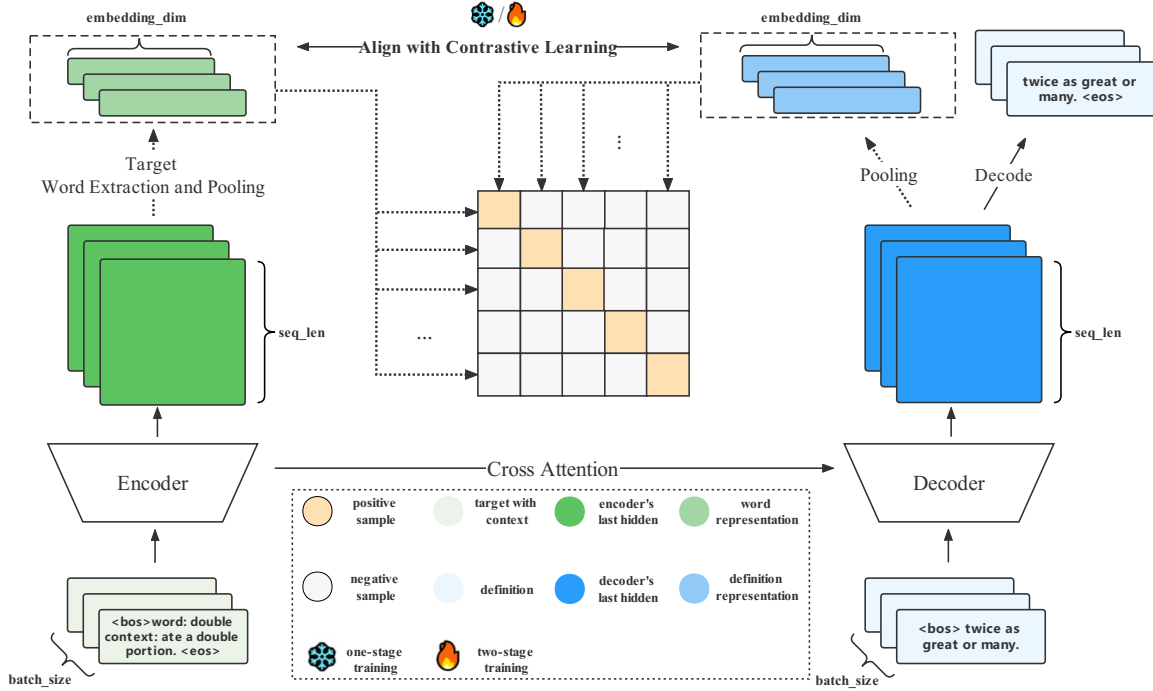 embedding_dim
/
Align with Contrastive Learning
embedding_dim
twice as great or
many. <eos>
Target
Word Extraction and Pooling
...
Pooling
Decode
seq_len
...
seq_len
Encoder
Cross Attention
Decoder
positive
sample
target with
context
encoder's
last hidden
word
representation
negative
sample
definition
decoder's
last hidden
definition
representation
one-stage
training
two-stage
training
<bos>word: double
context: ate a double
portion. <eos>
batch_size
<bos> twice as
great or many.
batch_size